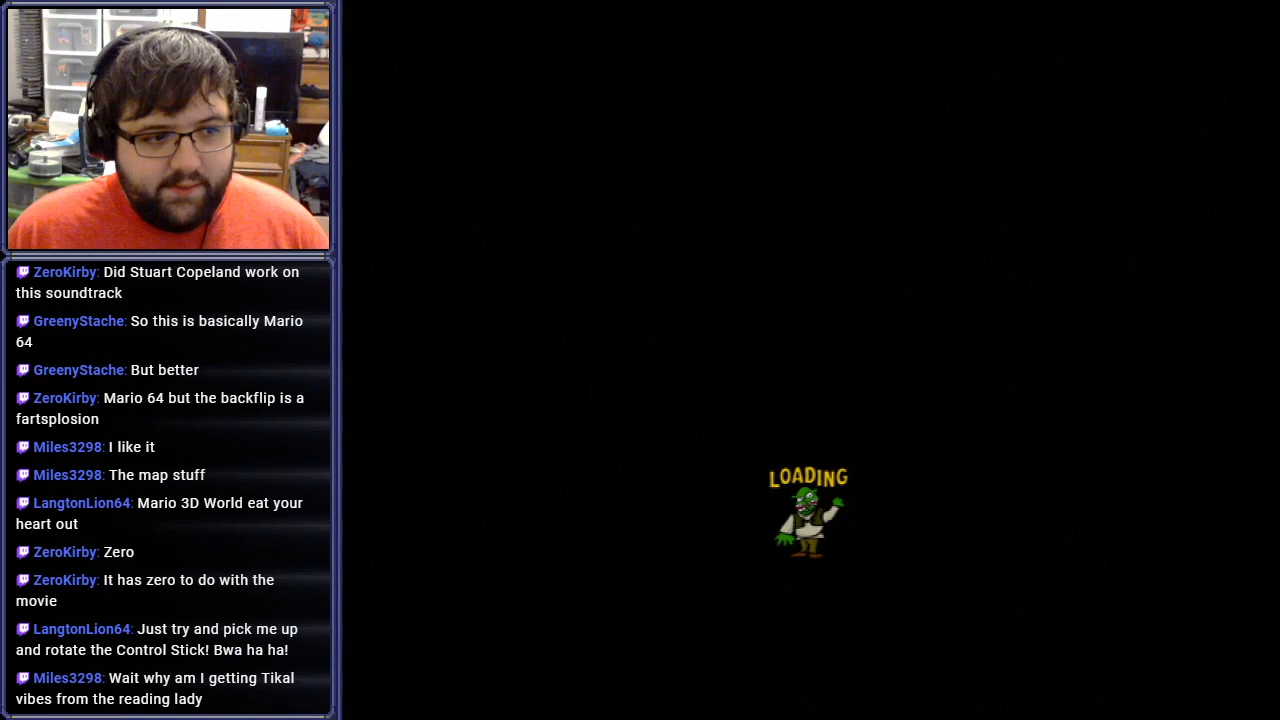 ZeroKirby: Did Stuart Copeland work on
this soundtrack
GreenyStache: So this is basically Mario
64
GreenyStache: But better
ZeroKirby: Mario 64 but the backflip is a
fartsplosion
Miles3298: I like it
Miles3298: The map stuff
LangtonLion64: Mario 3D World eat your
heart out
ZeroKirby: Zero
ZeroKirby: It has zero to do with the
movie
LangtonLion64: Just try and pick me up
and rotate the Control Stick! Bwa ha ha!
Miles3298: Wait why am I getting Tikal
vibes from the reading lady
LOADING